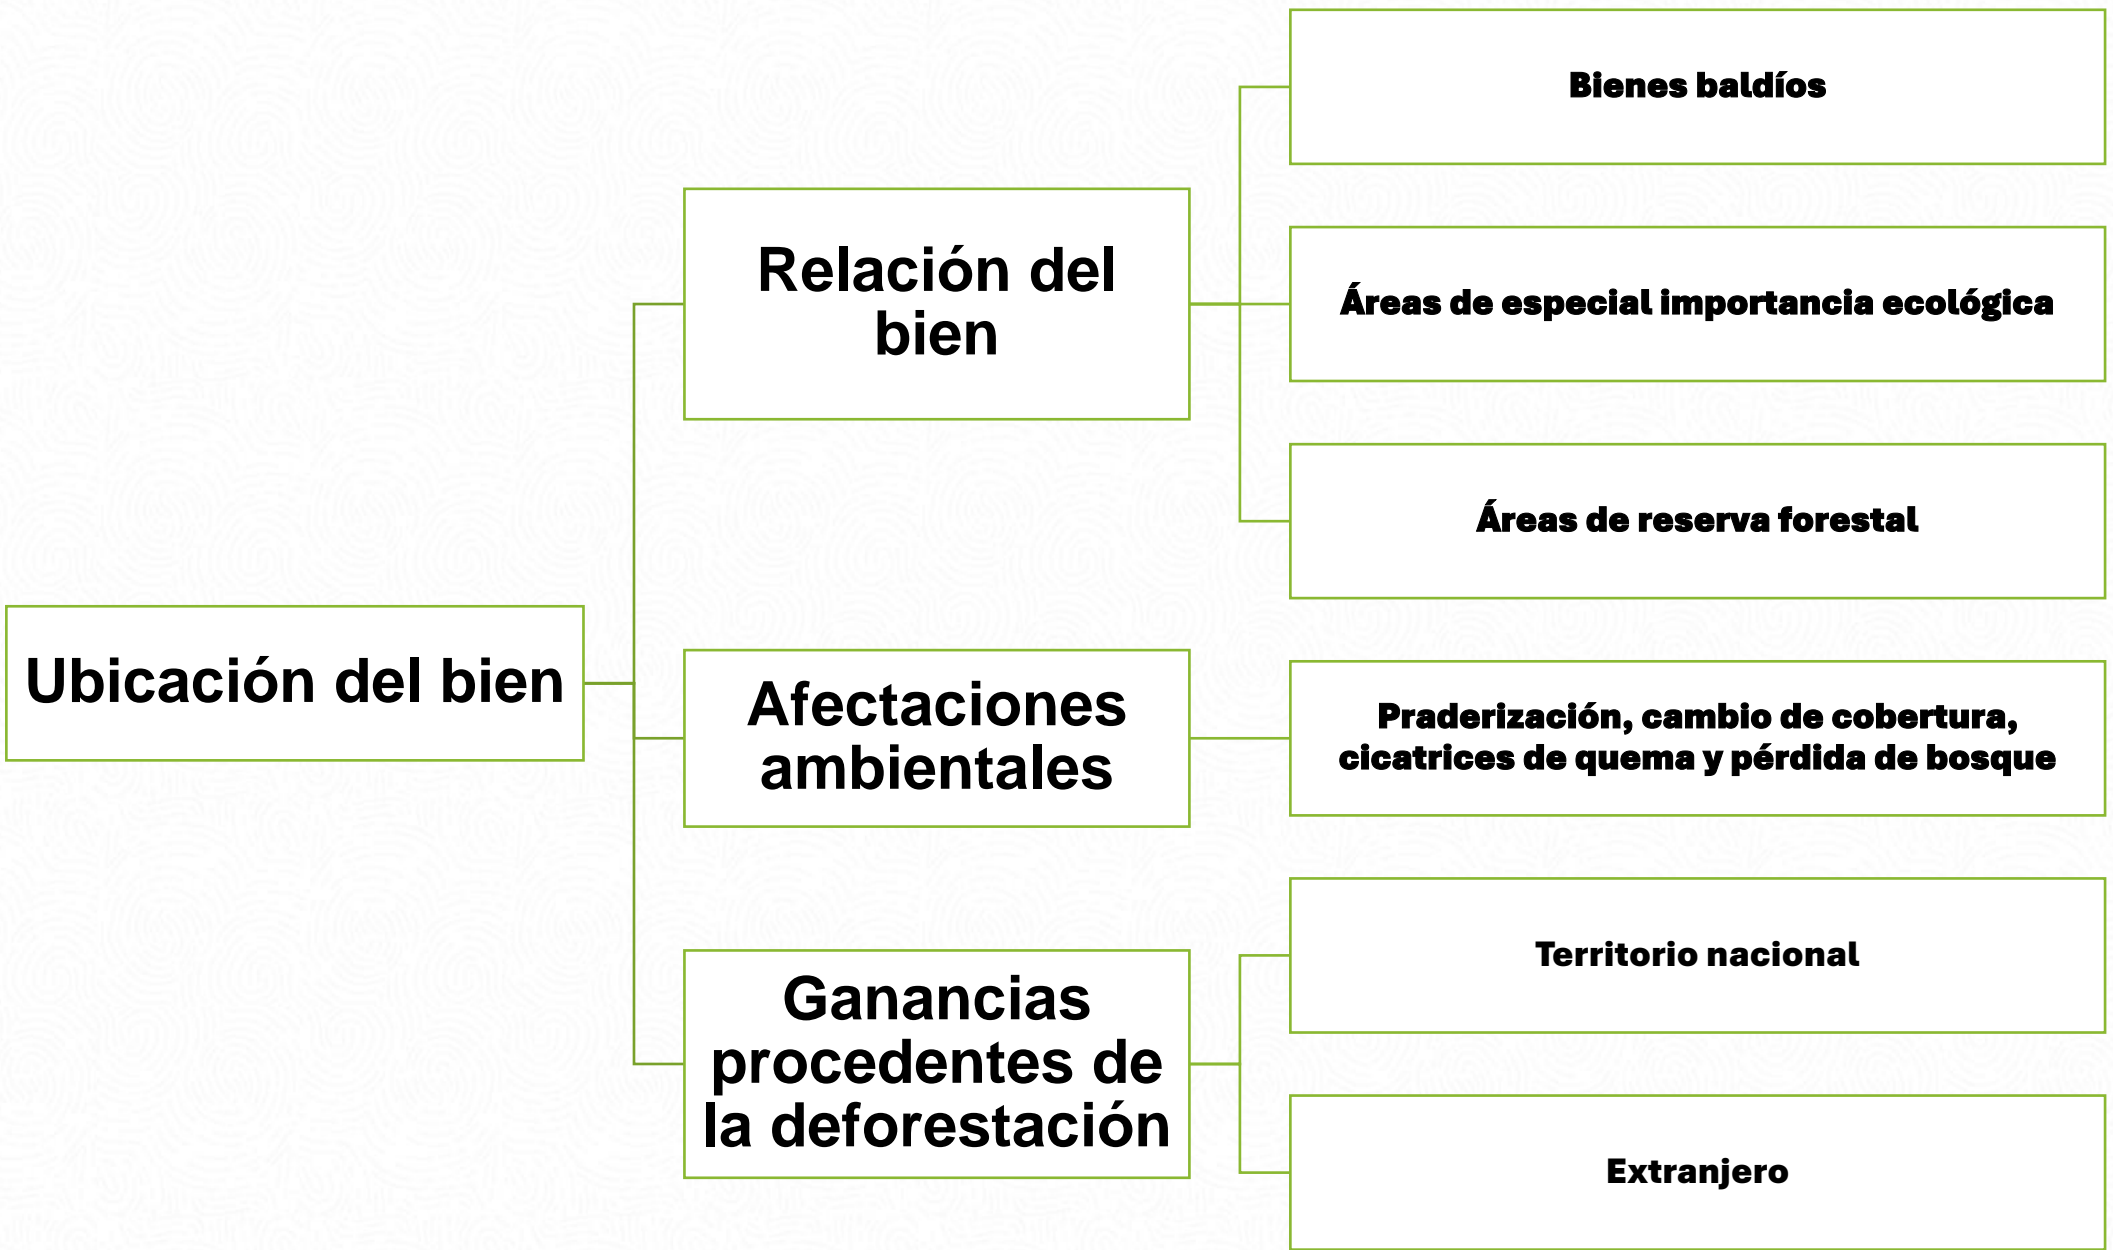 Ubicación del bien
Relación del
bien
Bienes baldíos
Áreas de especial importancia ecológica
Áreas de reserva forestal
Afectaciones
ambientales
Praderización, cambio de cobertura,
cicatrices de quema y pérdida de bosque
Ganancias
procedentes de
la deforestación
Territorio nacional
Extranjero